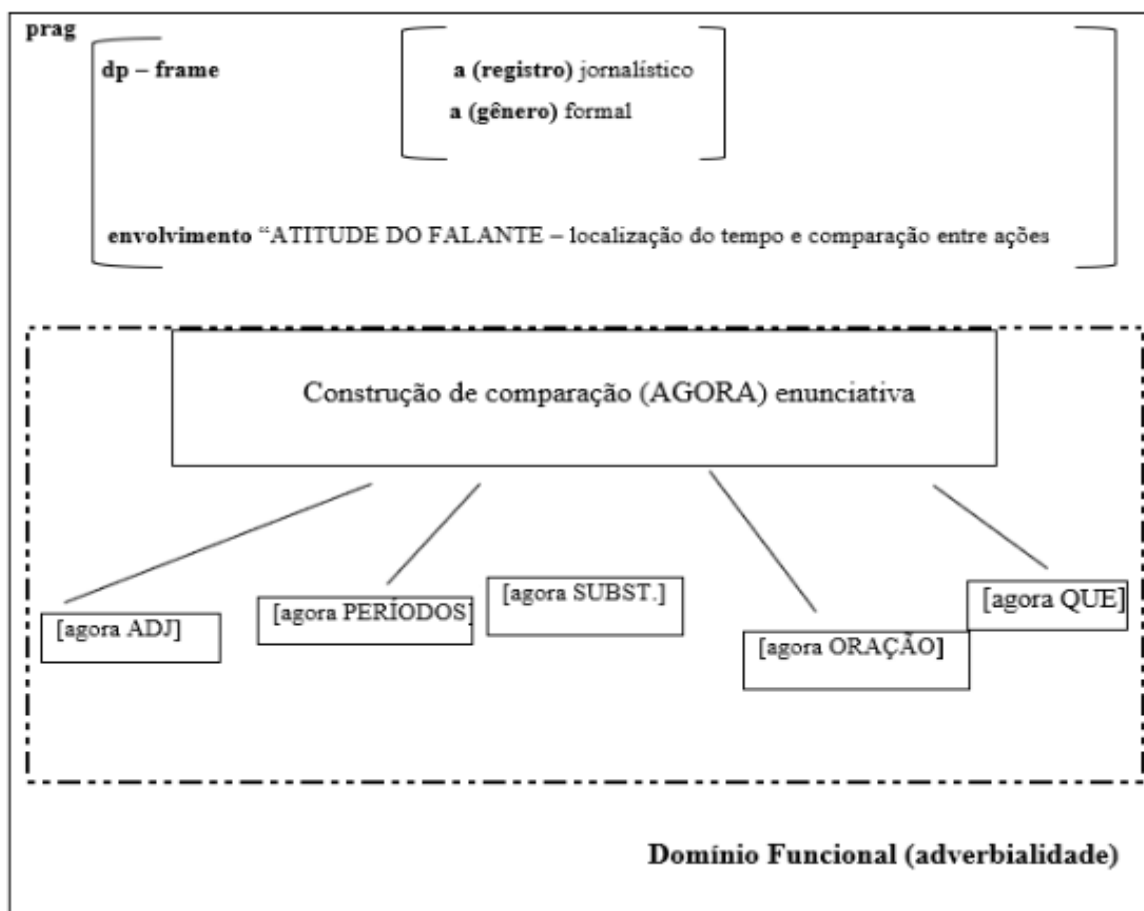 prag
dp – frame
a (registro) jornalístico
a (gênero) formal
envolvimento “ATITUDE DO FALANTE – localização do tempo e comparação entre ações
Construção de comparação (AGORA) enunciativa
[agora ADJ]
[agora PERÍODOS]
[agora SUBST.]
[agora ORAÇÃO]
[agora QUE]
Domínio Funcional (adverbialidade)